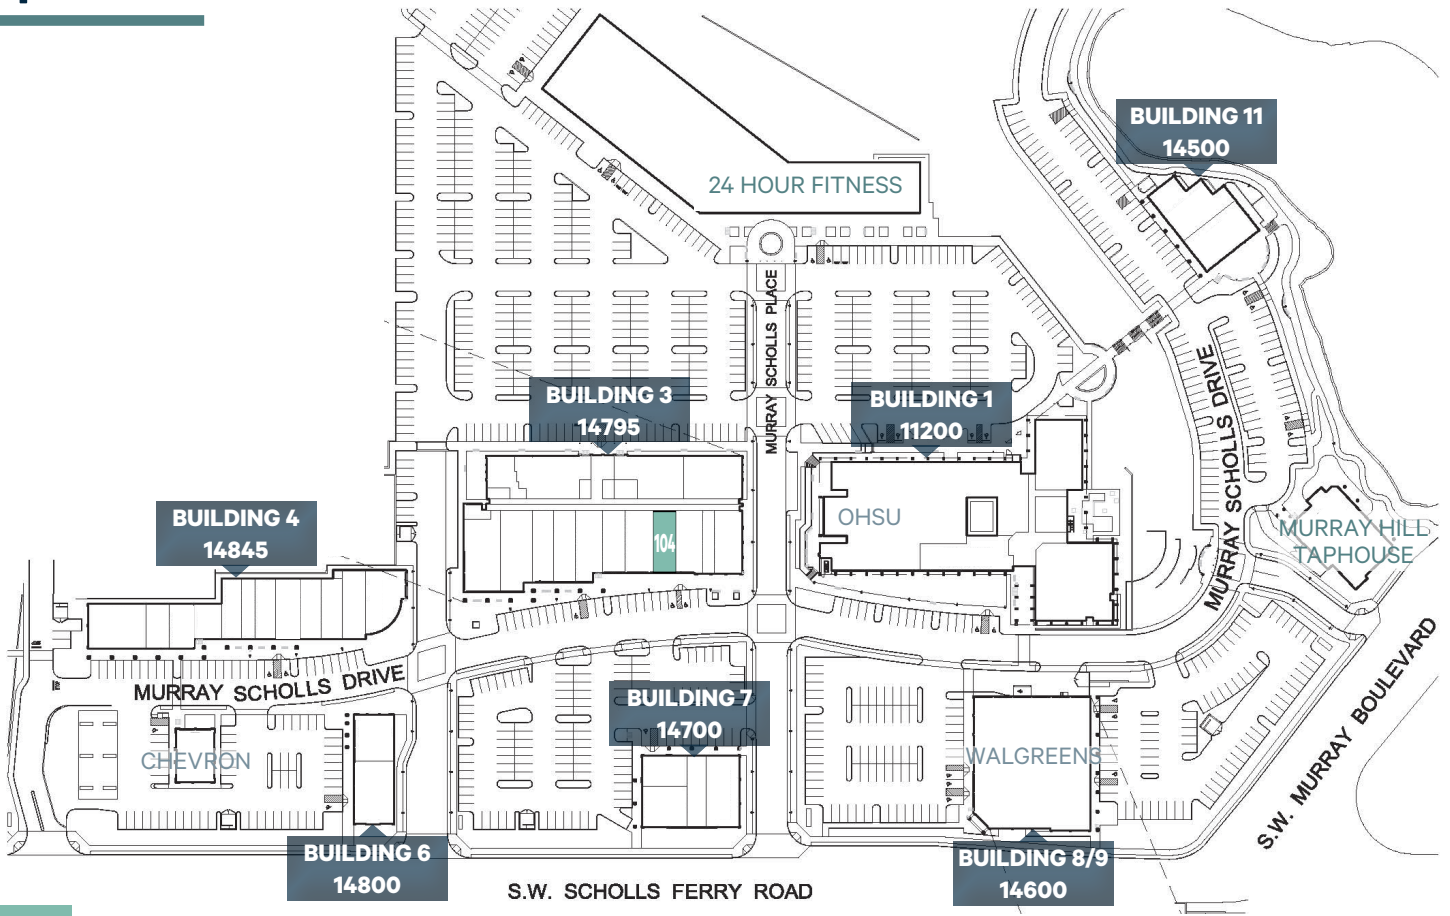 BUILDING 11
14500
24 HOUR FITNESS
MURRAY SCHOLLS PLACE
MURRAY SCHOLLS DRIVE
BUILDING 3
14795
BUILDING 1
11200
BUILDING 4
14845
104
OHSU
MURRAY HILL
TAPHOUSE
MURRAY SCHOLLS DRIVE
BUILDING 7
14700
CHEVRON
WALGREENS
S.W. MURRAY BOULEVARD
BUILDING 6
14800
BUILDING 8/9
14600
S.W. SCHOLLS FERRY ROAD